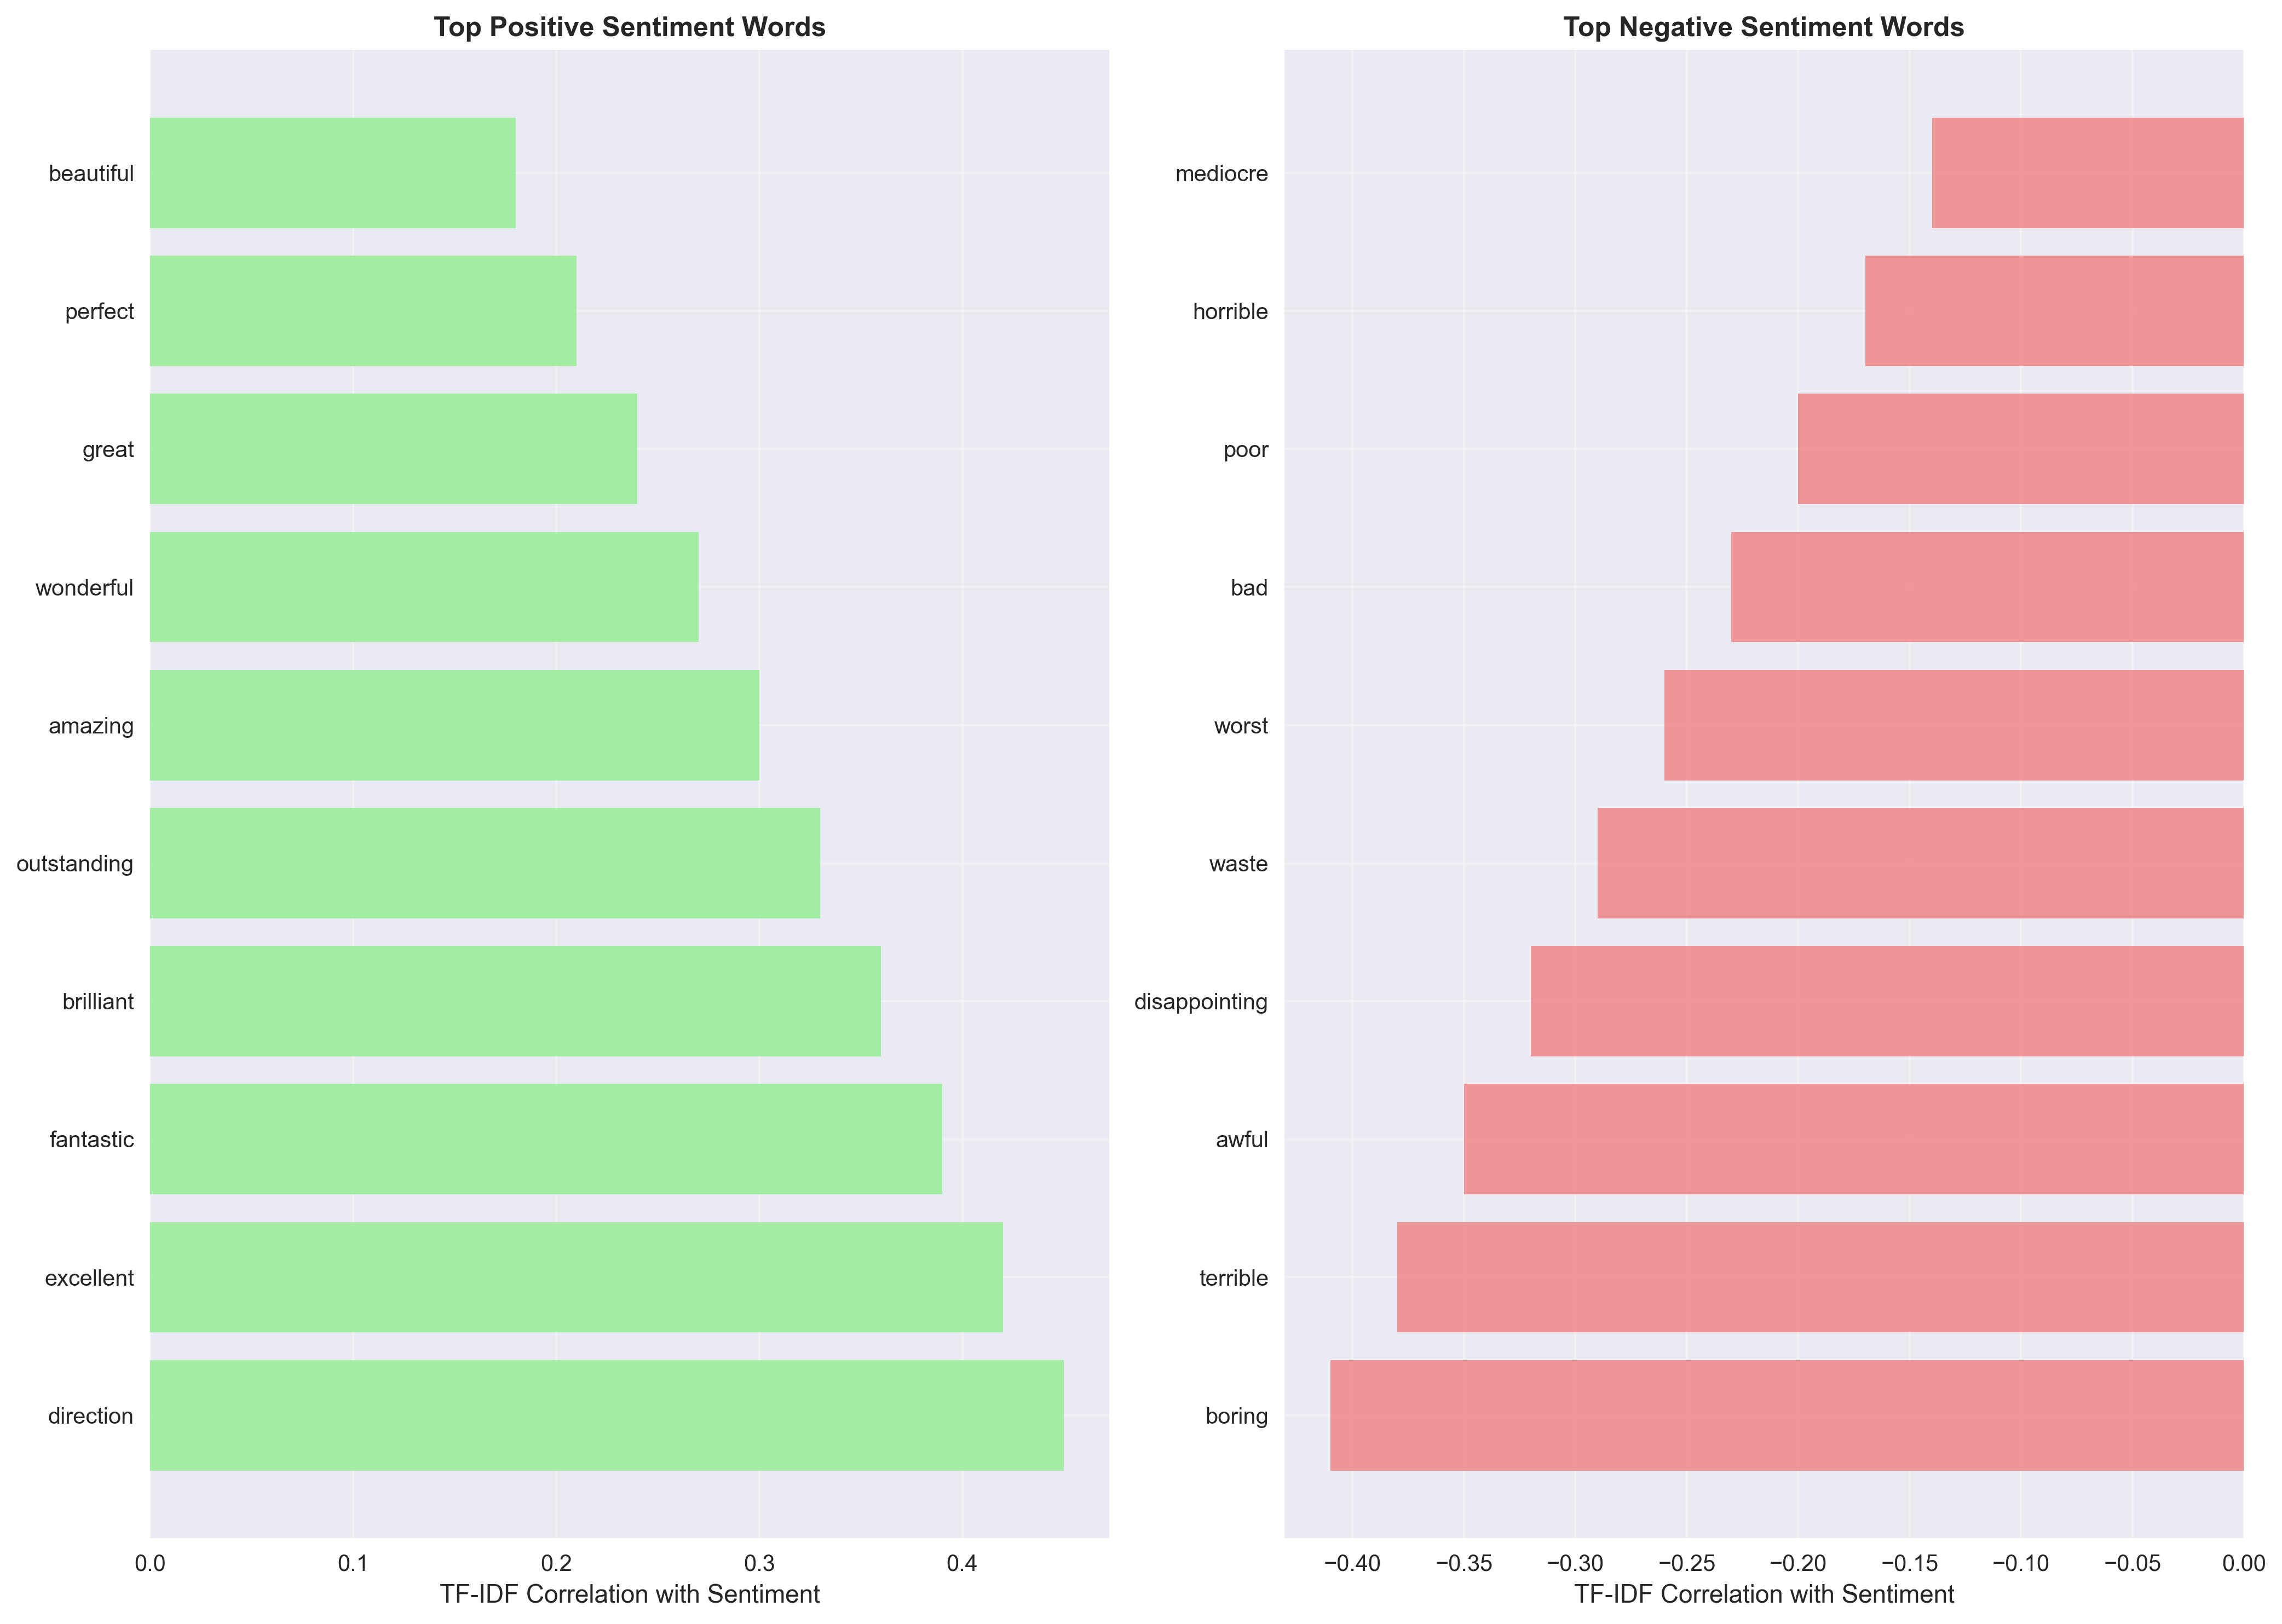 Top Positive Sentiment Words
beautiful
perfect
great
wonderful
amazing
outstanding
brilliant
fantastic
excellent
direction
0.0 0.1 0.2 0.3 0.4
TF-IDF Correlation with Sentiment
Top Negative Sentiment Words
mediocre
horrible
poor
bad
worst
waste
disappointing
awful
terrible
boring
−0.40 −0.35 −0.30 −0.25 −0.20 −0.15 −0.10 −0.05 0.00
TF-IDF Correlation with Sentiment